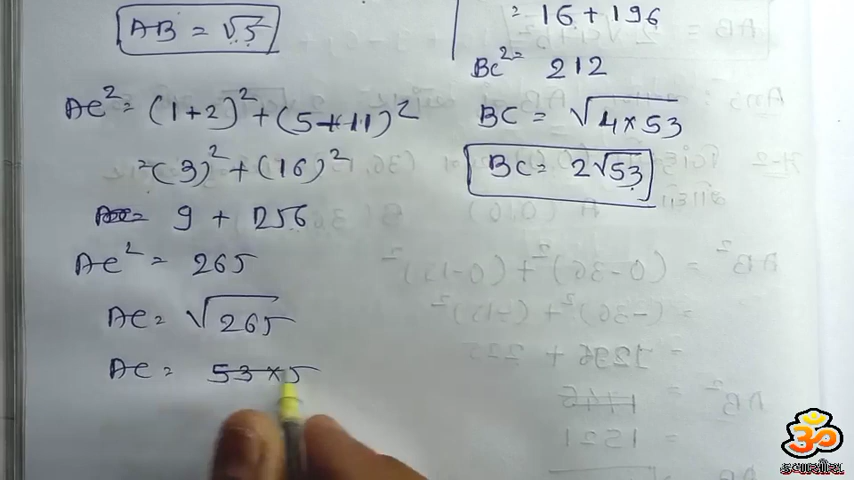 AB = √5
AC² = (1+2)² + (5+11)²
= (3)² + (16)²
= 9 + 256
AC² = 265
AC = √265
AC = 53×5
= 16 + 196
BC² = 212
BC = √4×53
BC = 2√53
ૐ